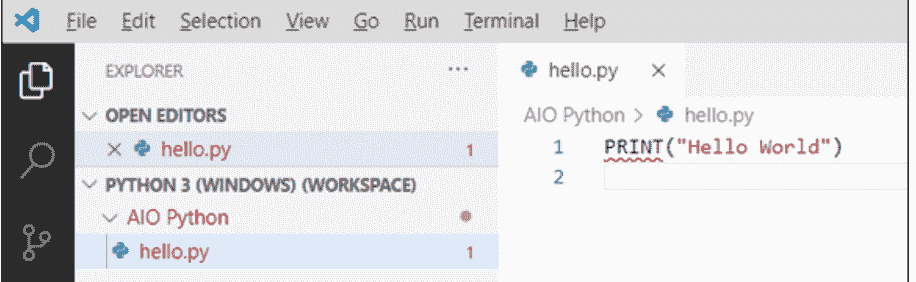 File Edit Selection View Go Run Terminal Help
EXPLORER ...
OPEN EDITORS
hello.py 1
PYTHON 3 (WINDOWS) (WORKSPACE)
AIO Python
hello.py 1
hello.py
AIO Python > hello.py
1 PRINT("Hello World")
2